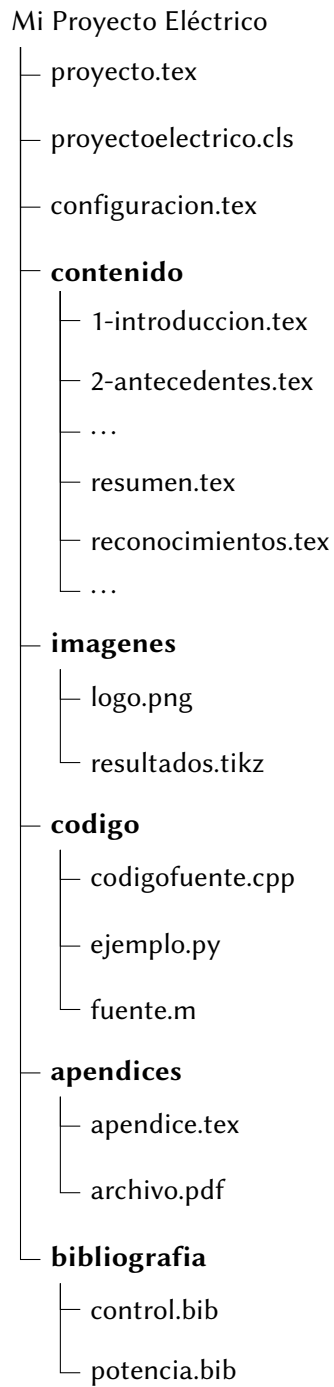 Mi Proyecto Eléctrico
proyecto.tex
proyectoelectrico.cls
configuracion.tex
contenido
1-introduccion.tex
2-antecedentes.tex
...
resumen.tex
reconocimientos.tex
...
imagenes
logo.png
resultados.tikz
codigo
codigofuente.cpp
ejemplo.py
fuente.m
apendices
apendice.tex
archivo.pdf
bibliografia
control.bib
potencia.bib